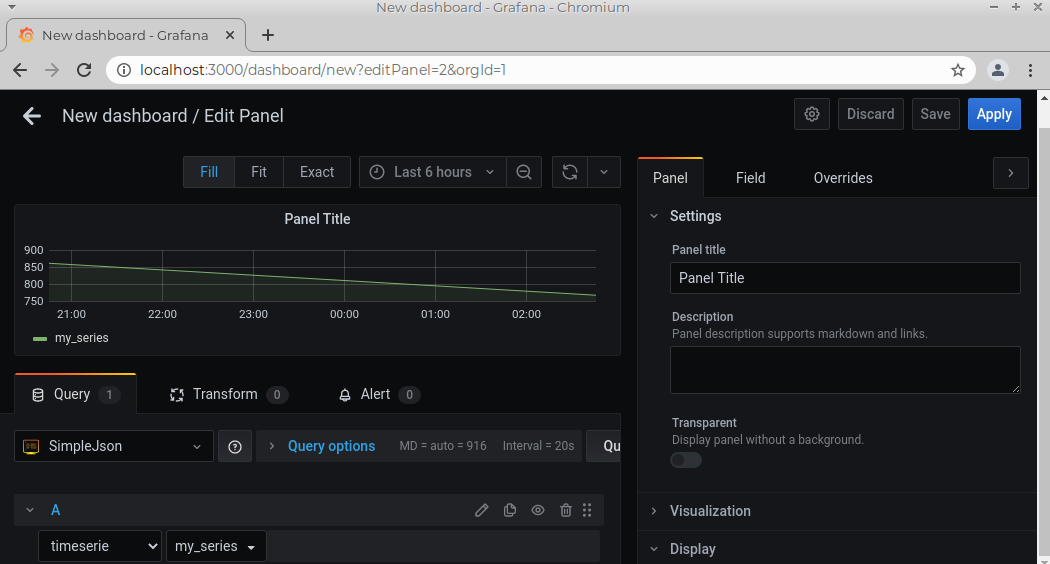 New dashboard - Grafana - Chromium
New dashboard - Grafana
localhost:3000/dashboard/new?editPanel=2&orgId=1
New dashboard / Edit Panel
Discard
Save
Apply
Fill
Fit
Exact
Last 6 hours
Panel
Field
Overrides
Panel Title
900
850
800
750
21:00
22:00
23:00
00:00
01:00
02:00
my_series
Query 1
Transform 0
Alert 0
SimpleJson
Query options
MD = auto = 916
Interval = 20s
Qu
A
timeserie
my_series
Settings
Panel title
Panel Title
Description
Panel description supports markdown and links.
Transparent
Display panel without a background.
Visualization
Display